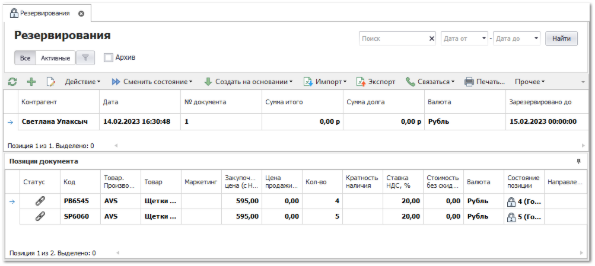 Резервирования
Резервирования
Поиск Дата от - Дата до Найти
Все Активные Архив
Действие Сменить состояние Создать на основании Импорт Экспорт Связаться Печать... Прочее
Контрагент Дата № документа Сумма итого Сумма долга Валюта Зарезервировано до
Светлана Упаксыч 14.02.2023 16:30:48 1 0,00 р 0,00 р Рубль 15.02.2023 00:00:00
Позиция 1 из 1. Выделено: 0
Позиции документа
Статус Код Товар. Произво... Товар Маркетинг Закупоч... цена (с Н... Цена продажи... Кол-во Кратность наличия Ставка НДС, % Стоимость без скид... Валюта Состояние позиции Направле...
PB6545 AVS Щетки ... 595,00 0,00 4 20,00 0,00 Рубль 4 (Го...
SP6060 AVS Щетки ... 595,00 0,00 5 20,00 0,00 Рубль 5 (Го...
Позиция 1 из 2. Выделено: 0